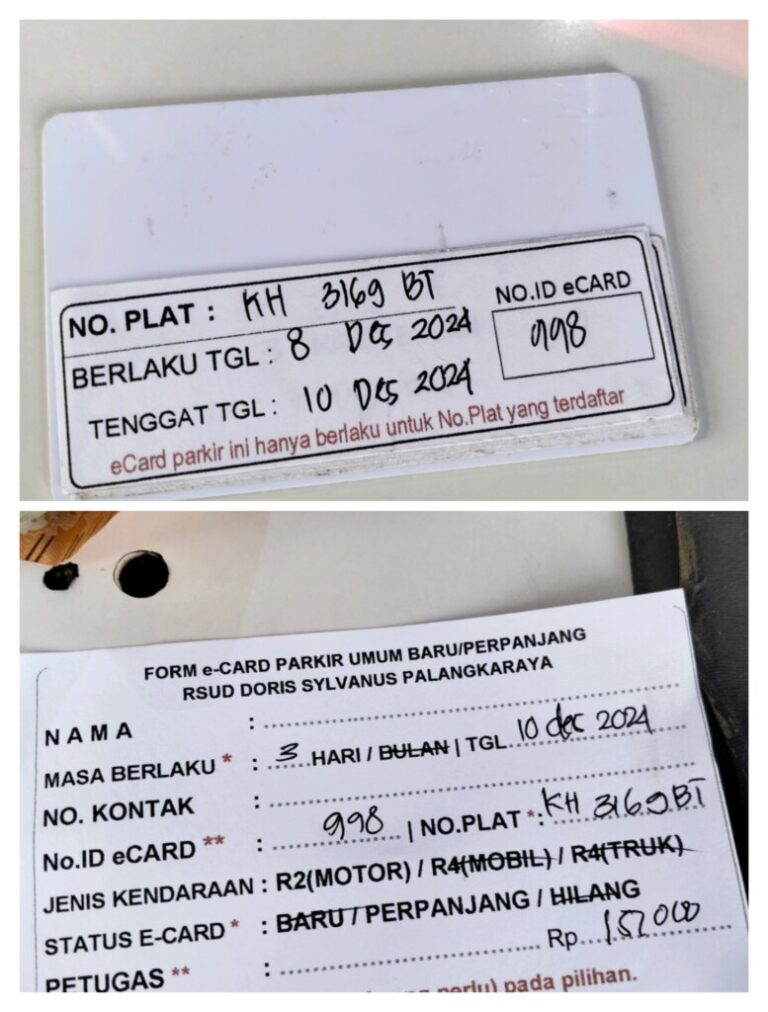 NO. PLAT : KH 3169 BT
NO.ID eCARD
BERLAKU TGL : 8 Des 2024
998
TENGGAT TGL : 10 Des 2024
eCard parkir ini hanya berlaku untuk No.Plat yang terdaftar
FORM e-CARD PARKIR UMUM BARU/PERPANJANG
RSUD DORIS SYLVANUS PALANGKARAYA
NAMA :
MASA BERLAKU * : 3 HARI / BULAN | TGL 10 dec 2024
NO. KONTAK :
No.ID eCARD ** : 998 | NO.PLAT *: KH 3169 BT
JENIS KENDARAAN : R2(MOTOR) / R4(MOBIL) / R4(TRUK)
STATUS E-CARD * : BARU / PERPANJANG / HILANG
PETUGAS ** : Rp.
pada pilihan.